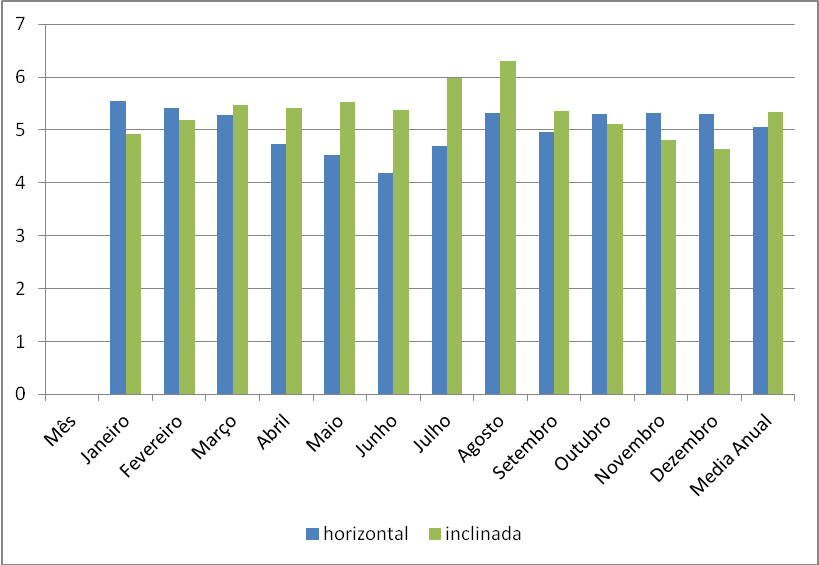 7
6
5
4
3
2
1
0
Mês
Janeiro
Fevereiro
Março
Abril
Maio
Junho
Julho
Agosto
Setembro
Outubro
Novembro
Dezembro
Media Anual
horizontal
inclinada